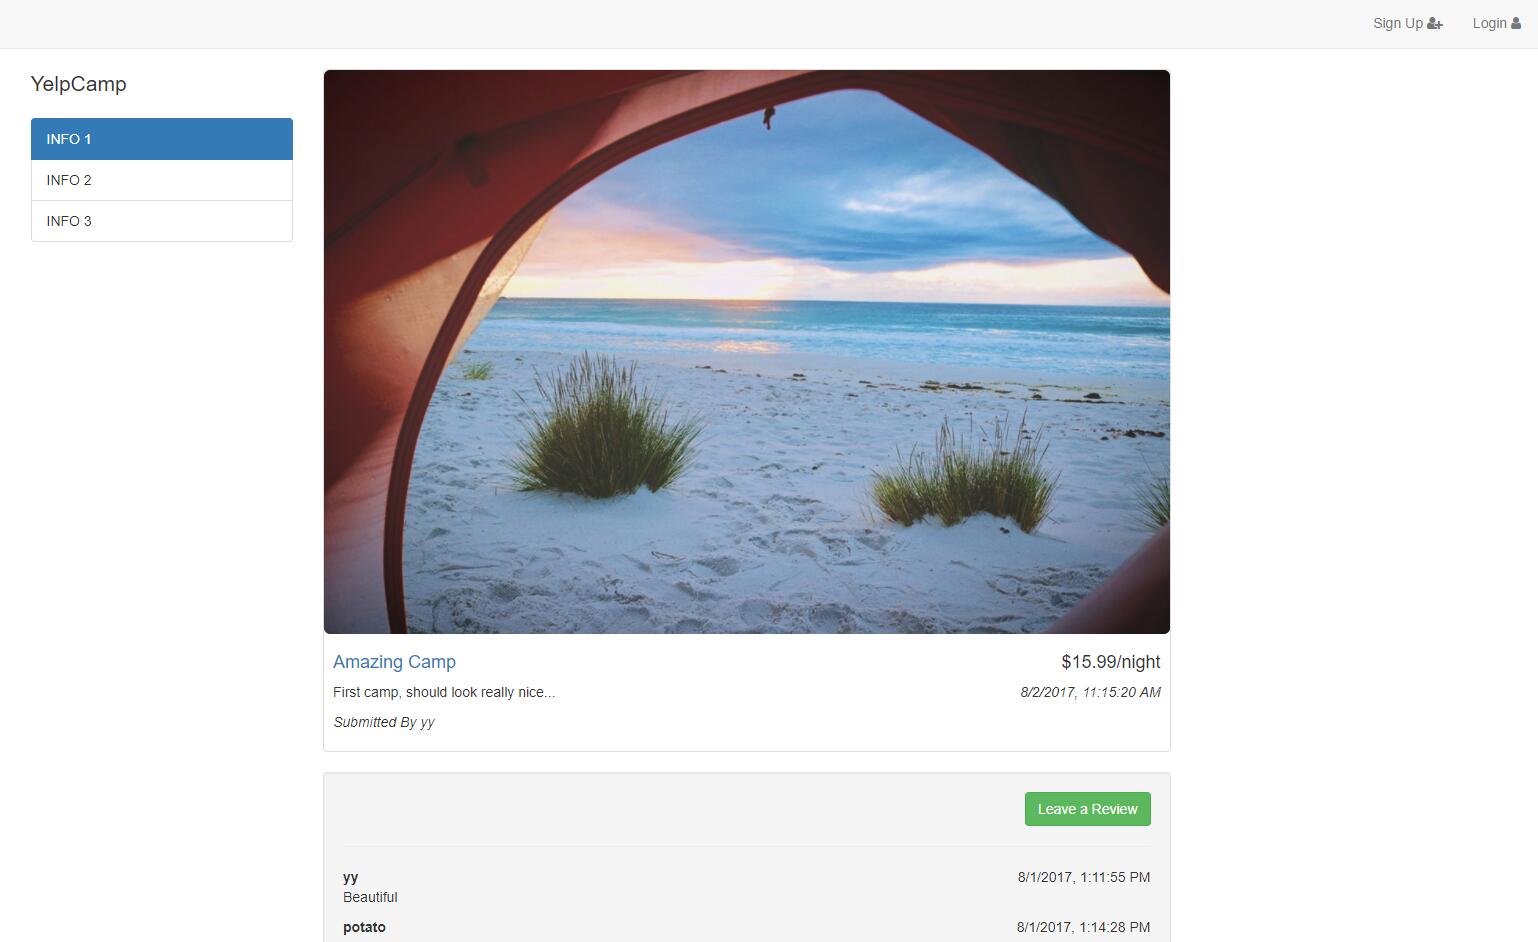 Sign Up
Login
YelpCamp
INFO 1
INFO 2
INFO 3
Amazing Camp
$15.99/night
First camp, should look really nice...
8/2/2017, 11:15:20 AM
Submitted By yy
Leave a Review
yy
8/1/2017, 1:11:55 PM
Beautiful
potato
8/1/2017, 1:14:28 PM